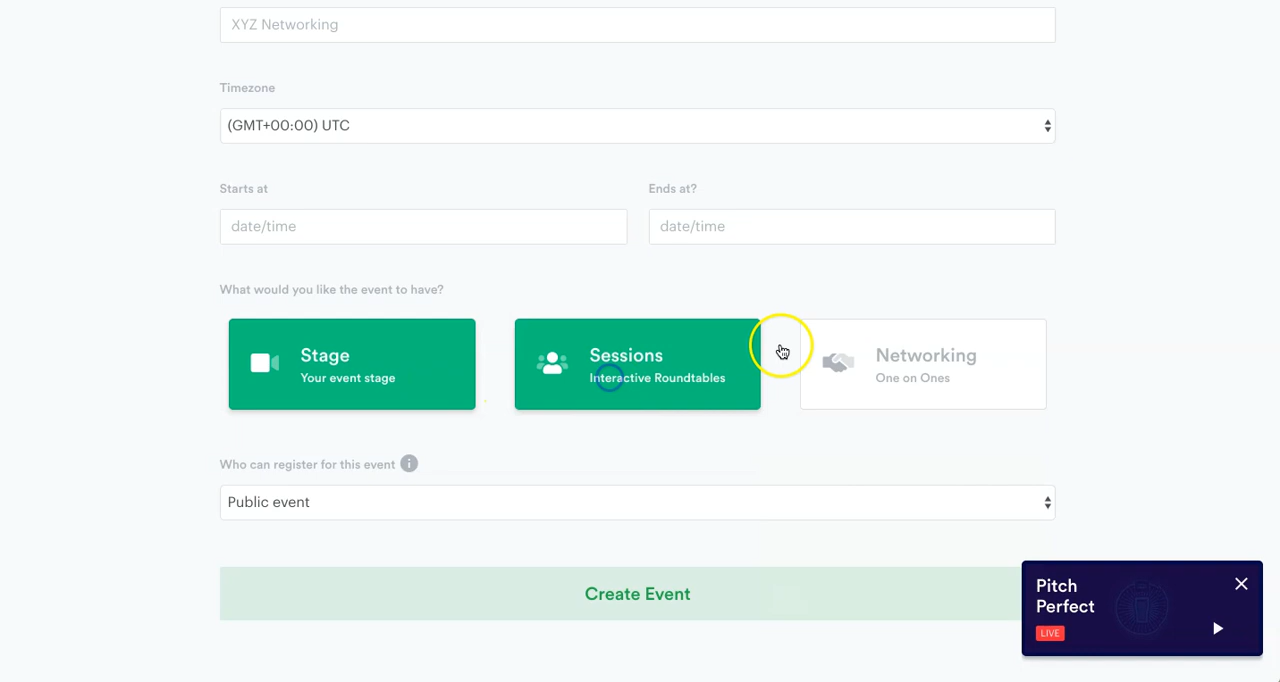 XYZ Networking
Timezone
(GMT+00:00) UTC
Starts at
Ends at?
date/time
date/time
What would you like the event to have?
Stage
Your event stage
Sessions
Interactive Roundtables
Networking
One on Ones
Who can register for this event
Public event
Create Event
Pitch
Perfect
LIVE